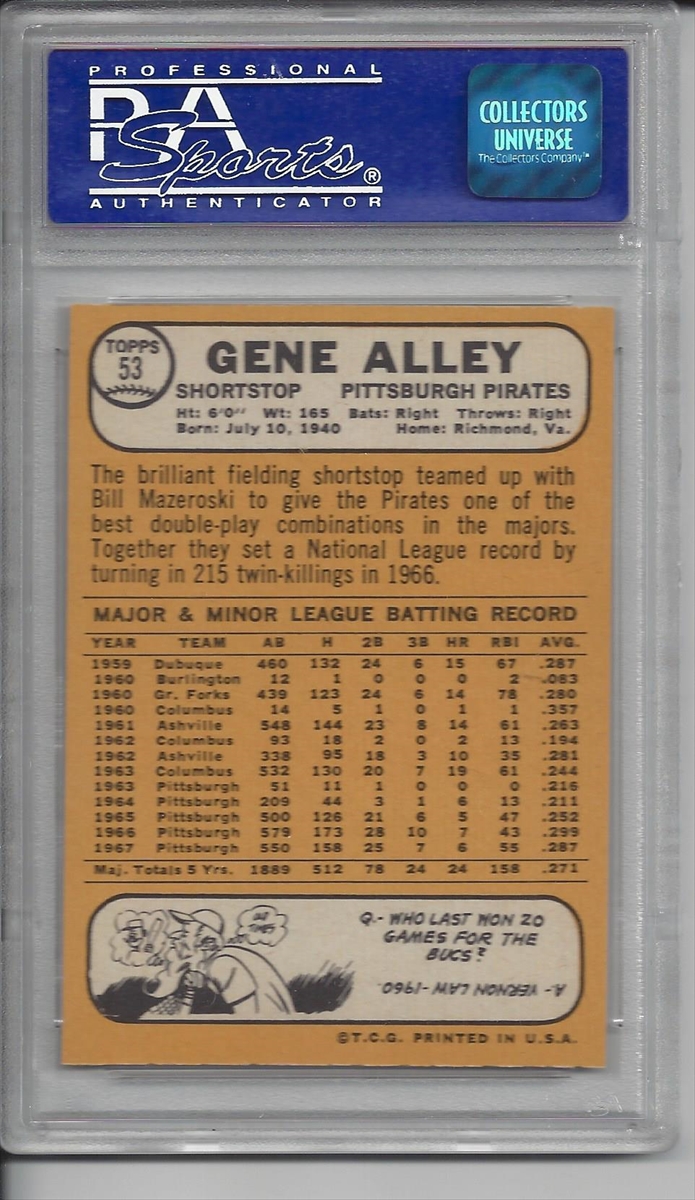 PROFESSIONAL
PSA
Sports®
AUTHENTICATOR
COLLECTORS
UNIVERSE
The Collectors Company™
TOPPS
53
GENE ALLEY
SHORTSTOP PITTSBURGH PIRATES
Ht: 6'0" Wt: 165 Bats: Right Throws: Right
Born: July 10, 1940 Home: Richmond, Va.
The brilliant fielding shortstop teamed up with
Bill Mazeroski to give the Pirates one of the
best double-play combinations in the majors.
Together they set a National League record by
turning in 215 twin-killings in 1966.
MAJOR & MINOR LEAGUE BATTING RECORD
YEAR TEAM AB H 2B 3B HR RBI AVG.
1959 Dubuque 460 132 24 6 15 67 .287
1960 Burlington 12 1 0 0 0 2 .083
1960 Gr. Forks 439 123 24 6 14 78 .280
1960 Columbus 14 5 1 0 1 1 .357
1961 Ashville 548 144 23 8 14 61 .263
1962 Columbus 93 18 2 0 2 13 .194
1962 Ashville 338 95 18 3 10 35 .281
1963 Columbus 532 130 20 7 19 61 .244
1963 Pittsburgh 51 11 1 0 0 0 .216
1964 Pittsburgh 209 44 3 1 6 13 .211
1965 Pittsburgh 500 126 21 6 5 47 .252
1966 Pittsburgh 579 173 28 10 7 43 .299
1967 Pittsburgh 550 158 25 7 6 55 .287
Maj. Totals 5 Yrs. 1889 512 78 24 24 158 .271
20 TIMES
Q.- WHO LAST WON 20
GAMES FOR THE
BUCS?
A. VERNON LAW -1960.
©T.C.G. PRINTED IN U.S.A.